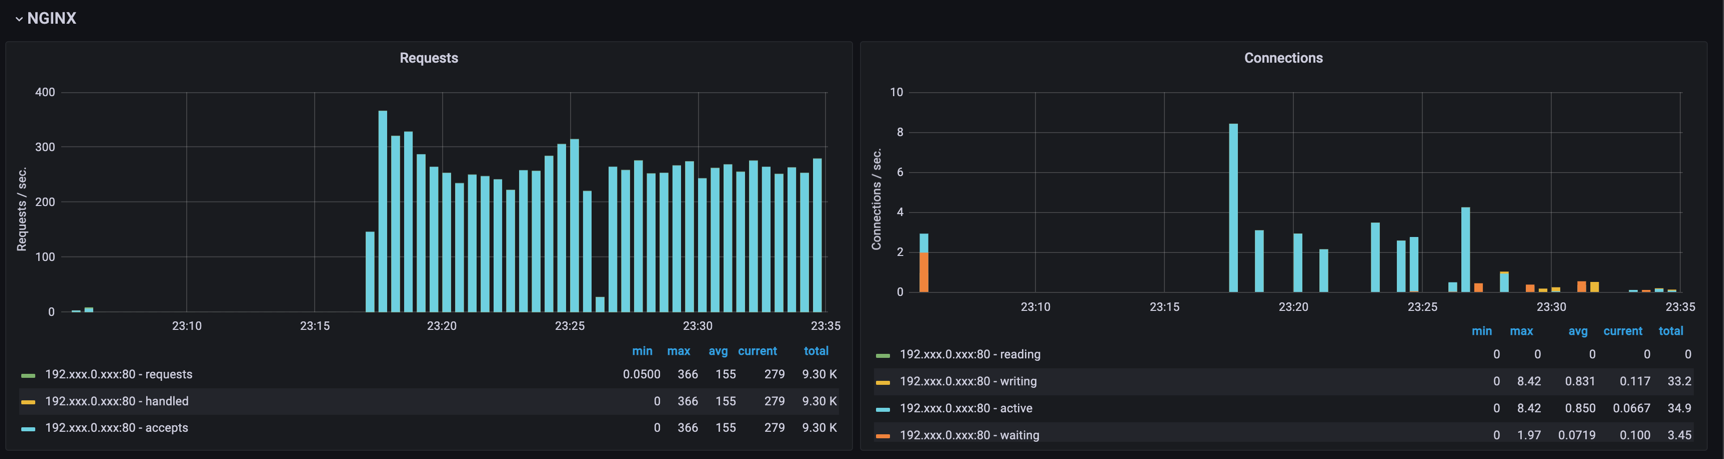 NGINX
Requests
400
300
200
100
0
Requests / sec.
23:10 23:15 23:20 23:25 23:30 23:35
min max avg current total
192.xxx.0.xxx:80 - requests 0.0500 366 155 279 9.30 K
192.xxx.0.xxx:80 - handled 0 366 155 279 9.30 K
192.xxx.0.xxx:80 - accepts 0 366 155 279 9.30 K
Connections
10
8
6
4
2
0
Connections / sec.
23:10 23:15 23:20 23:25 23:30 23:35
min max avg current total
192.xxx.0.xxx:80 - reading 0 0 0 0 0
192.xxx.0.xxx:80 - writing 0 8.42 0.831 0.117 33.2
192.xxx.0.xxx:80 - active 0 8.42 0.850 0.0667 34.9
192.xxx.0.xxx:80 - waiting 0 1.97 0.0719 0.100 3.45